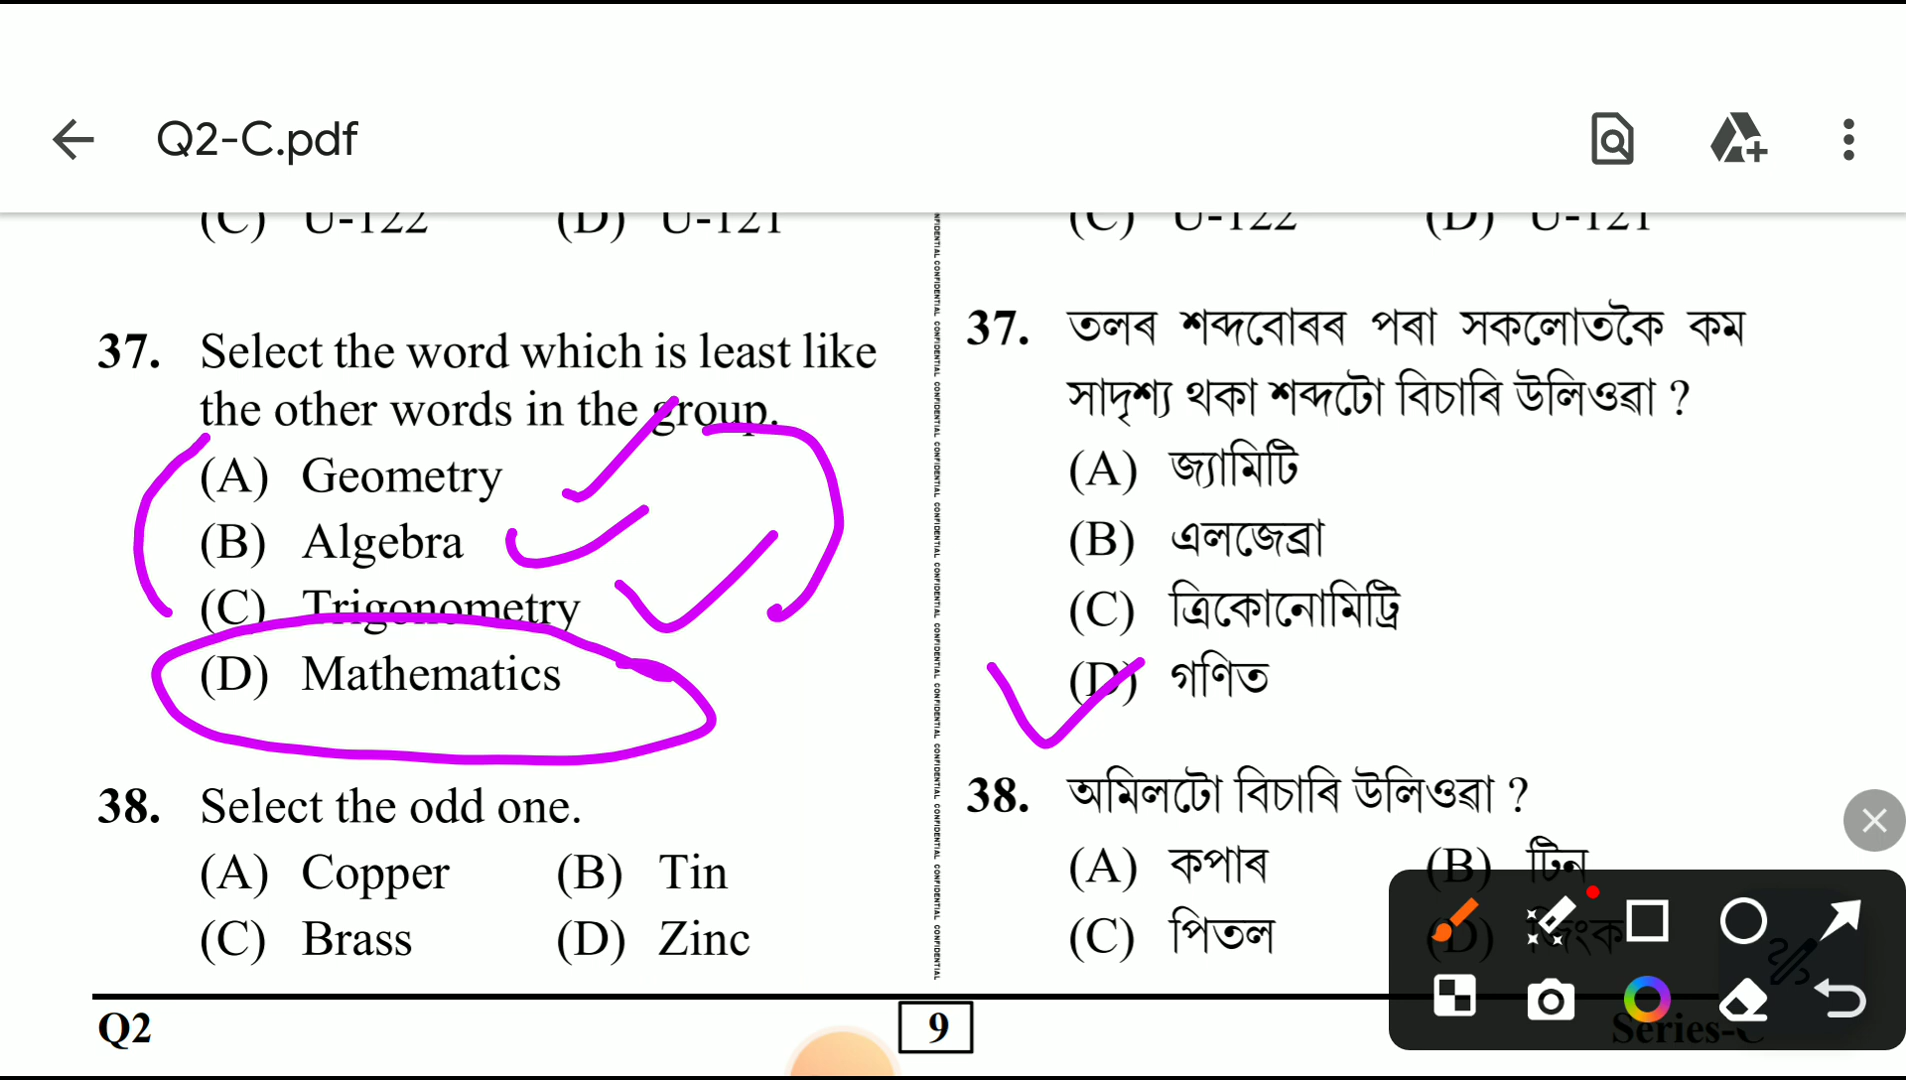 Q2-C.pdf
(C) U-122 (D) U-121
37. Select the word which is least like
the other words in the group.
(A) Geometry
(B) Algebra
(C) Trigonometry
(D) Mathematics
38. Select the odd one.
(A) Copper (B) Tin
(C) Brass (D) Zinc
(C) U-122 (D) U-121
37. তলৰ শব্দবোৰৰ পৰা সকলোতকৈ কম
সাদৃশ্য থকা শব্দটো বিচাৰি উলিওৱা ?
(A) জ্যামিটি
(B) এলজেব্ৰা
(C) ত্ৰিকোনোমিট্ৰি
(D) গণিত
38. অমিলটো বিচাৰি উলিওৱা ?
(A) কপাৰ (B) টিন
(C) পিতল (D) জিংক
Q2 9 Series-C